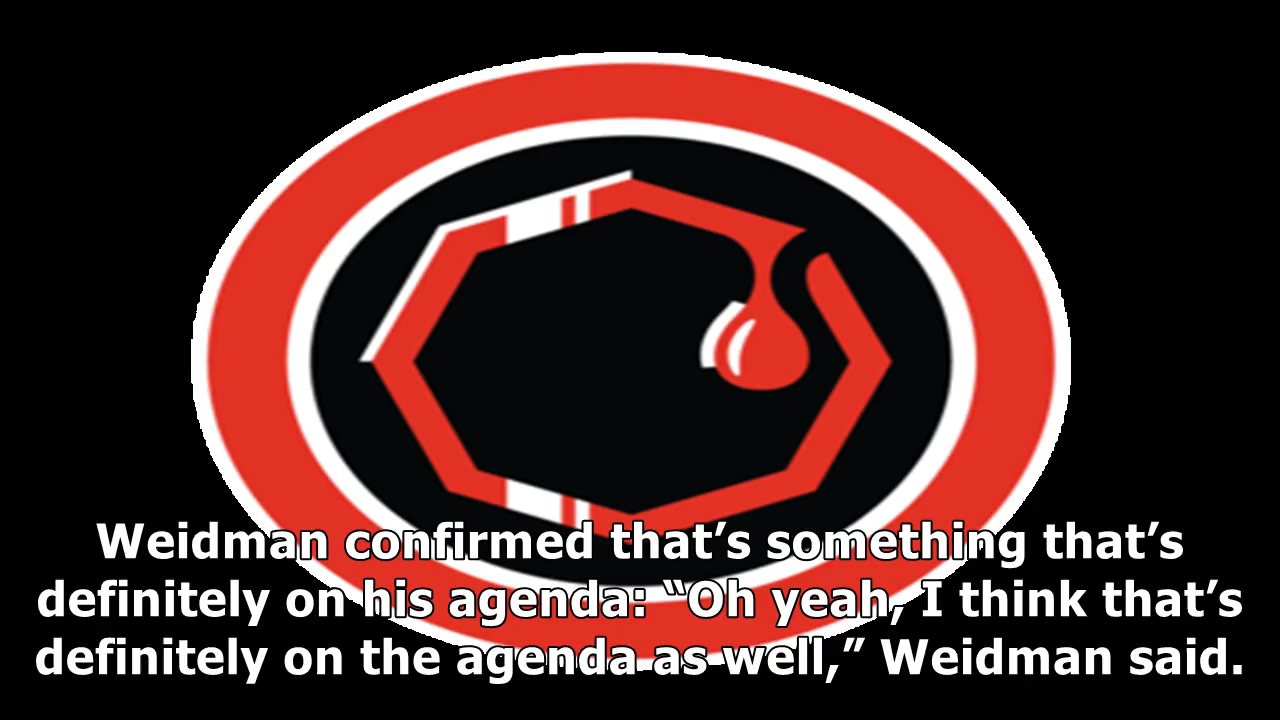 Weidman confirmed that’s something that’s
definitely on his agenda: “Oh yeah, I think that’s
definitely on the agenda as well,” Weidman said.